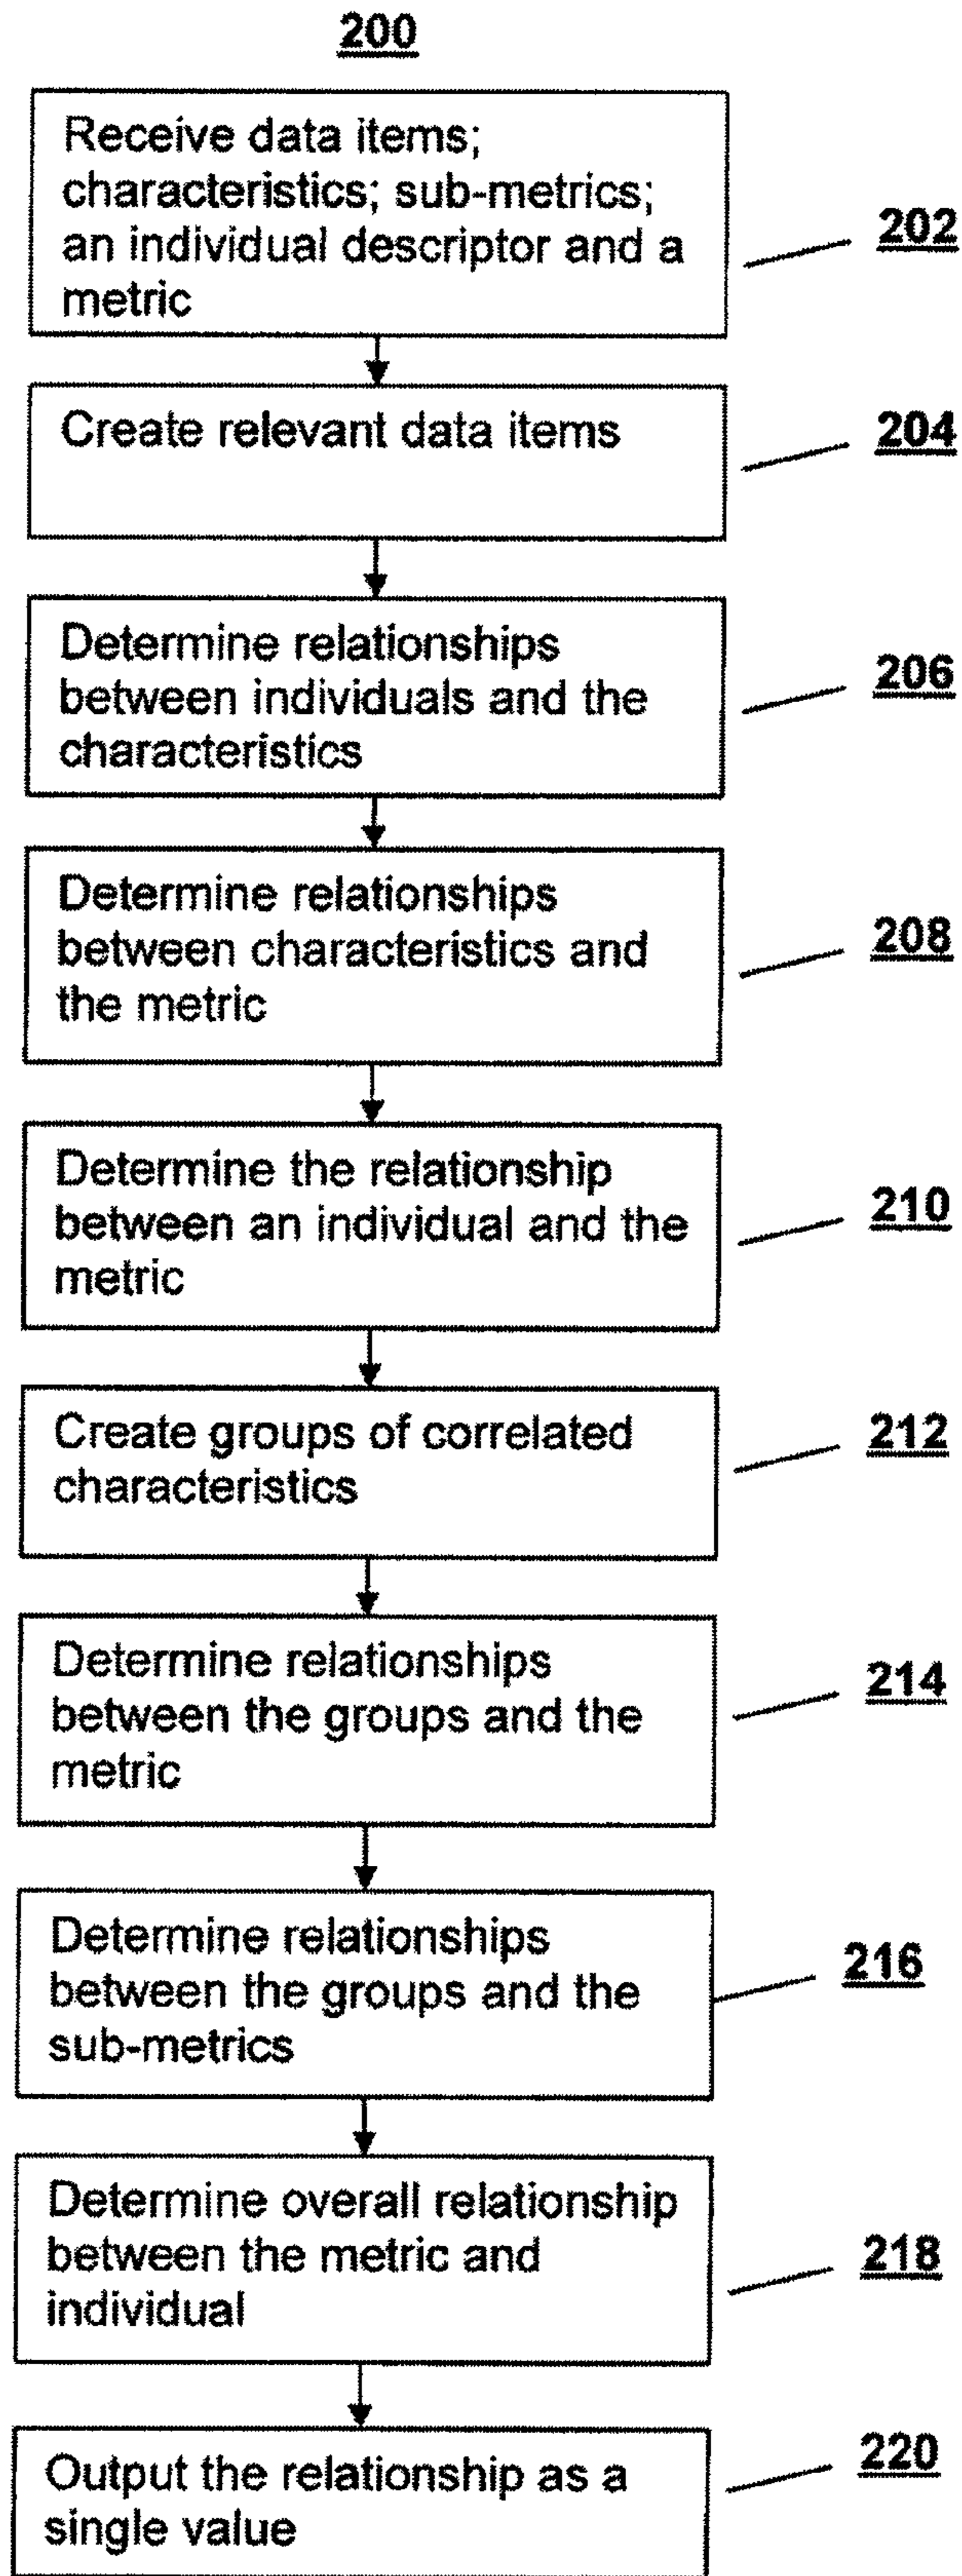 200
Receive data items;
characteristics; sub-metrics;
an individual descriptor and a
metric
202
Create relevant data items
204
Determine relationships
between individuals and the
characteristics
206
Determine relationships
between characteristics and
the metric
208
Determine the relationship
between an individual and the
metric
210
Create groups of correlated
characteristics
212
Determine relationships
between the groups and the
metric
214
Determine relationships
between the groups and the
sub-metrics
216
Determine overall relationship
between the metric and
individual
218
Output the relationship as a
single value
220